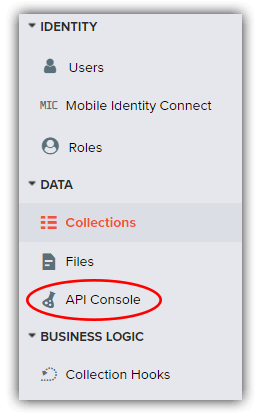 IDENTITY
Users
MIC Mobile Identity Connect
Roles
DATA
Collections
Files
API Console
BUSINESS LOGIC
Collection Hooks